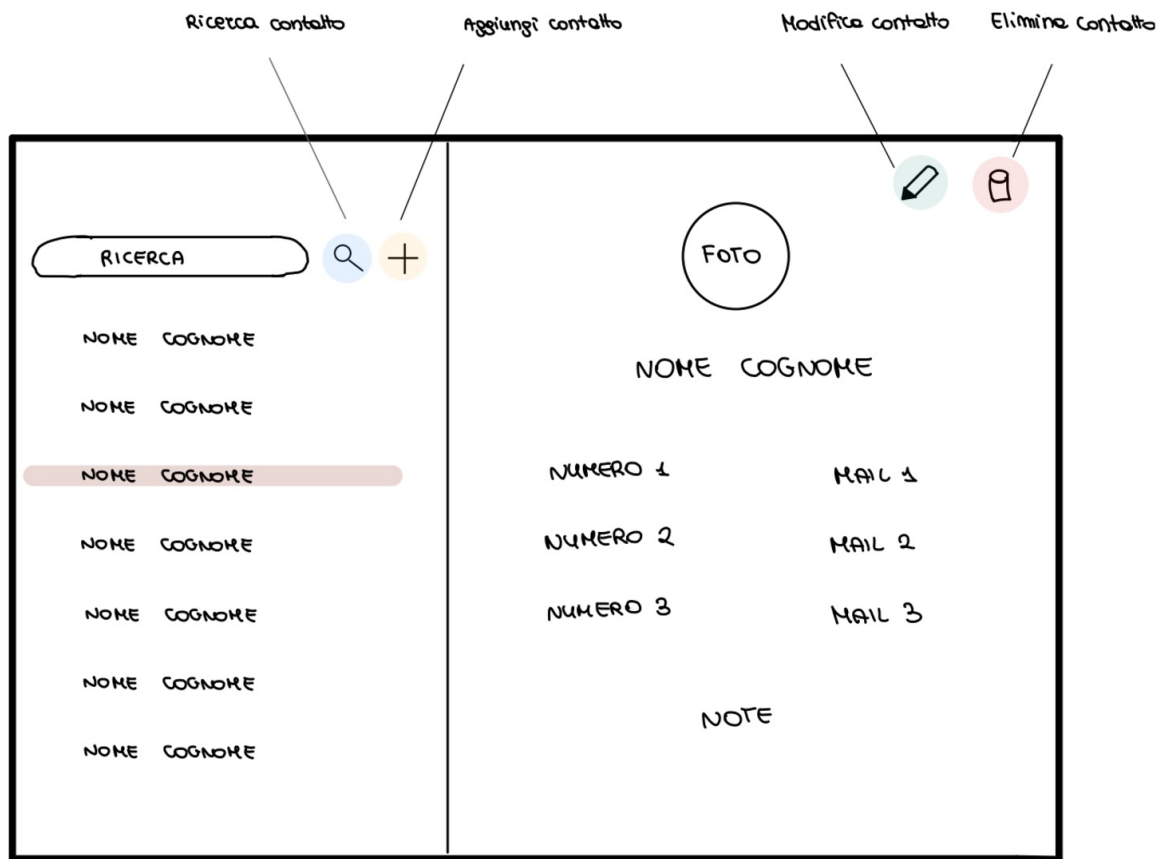 Ricerca contatto
Aggiungi contatto
Modifica contatto
Elimina contatto
RICERCA
NOME COGNOME
NOME COGNOME
NOME COGNOME
NOME COGNOME
NOME COGNOME
NOME COGNOME
NOME COGNOME
FOTO
NOME COGNOME
NUMERO 1 MAIL 1
NUMERO 2 MAIL 2
NUMERO 3 MAIL 3
NOTE